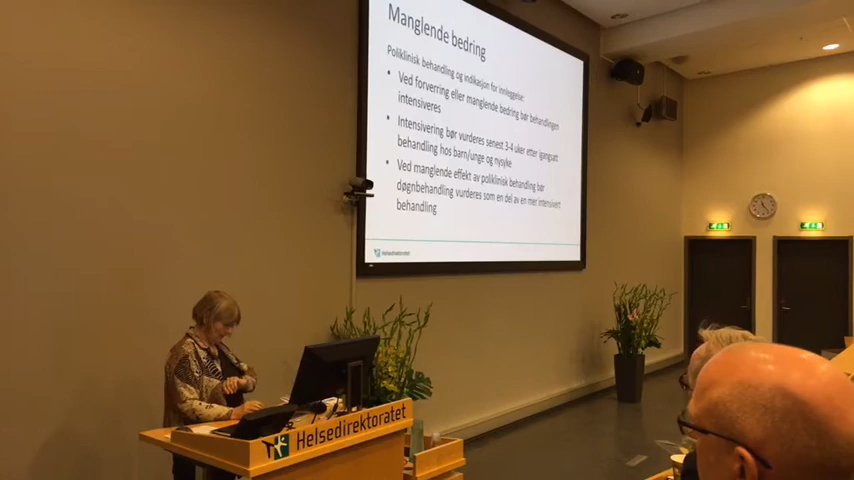 Manglende bedring
Poliklinisk behandling og indikasjon for innleggelse:
• Ved forverring eller manglende bedring bør behandlingen
intensiveres
• Intensivering bør vurderes senest 3-4 uker etter igangsatt
behandling hos barn/unge og nysyke
• Ved manglende effekt av poliklinisk behandling bør
døgnbehandling vurderes som en del av en mer intensivert
behandling
Helsedirektoratet
Helsedirektoratet